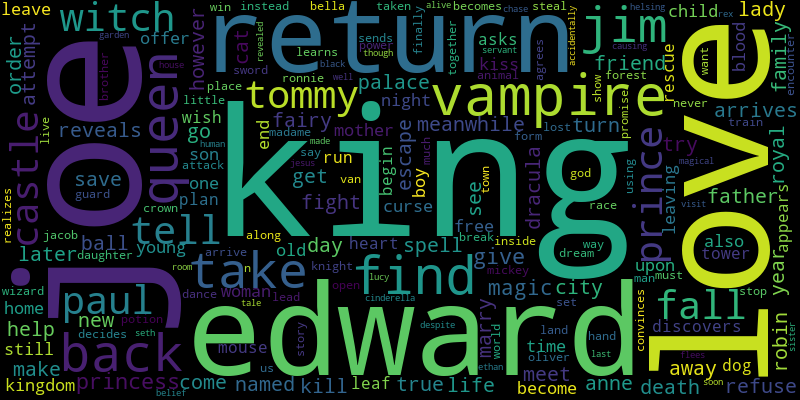 leave witch however win instead bella taken becomes alive steal chase helsing
order attempt offer cat learns sends power finally together return asks jim child rex lady
garden brother house queen sword ronnie revealed though black servant well agrees accidentally causing friend blood family
joe reveals palace tommy kiss animal vampire show rescue want encounter
castle wish place fairy night meanwhile forest promise never arrives
live go little mother escape turn lost form train
son one human madame made king begin boy dracula prince try love
save attack say jesus much see town god using magical royal
guard plan get van run race father visit
realizes crown end fight curse free inside leaving appears
jacob ball tell along day heart spell break way dream also tower
later young daughter arrive old give upon
wizard room n knight marry city man must year
home paul take woman mickey find magic fall stop
potion dance lead open lucy set discovers
help new tale cinderella land hand convinces robin
still back decides seth mouse edward story us despite world time last away dog sister
make oliver meet anne flees
kingdom princess come named kill leaf true life become death soon refuse
belief